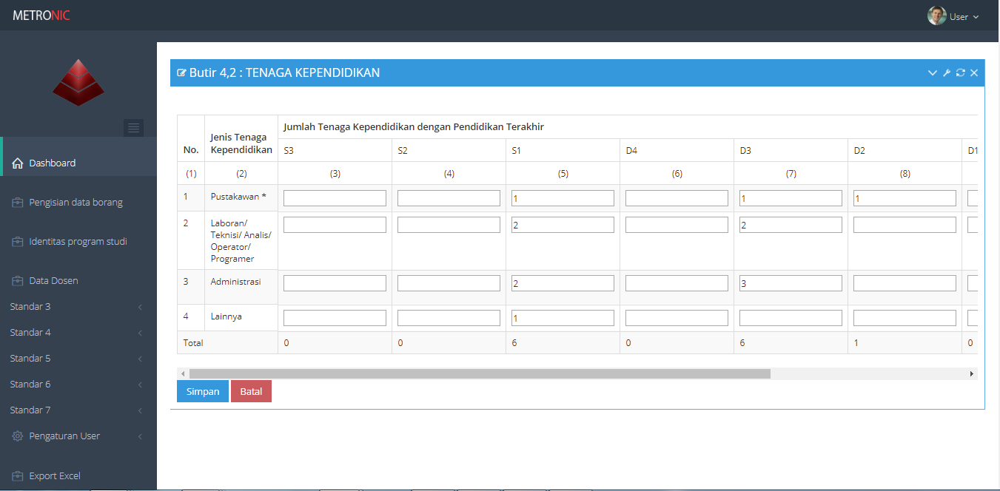 METRONIC
User
Dashboard
Pengisian data borang
Identitas program studi
Data Dosen
Standar 3
Standar 4
Standar 5
Standar 6
Standar 7
Pengaturan User
Export Excel
Butir 4,2 : TENAGA KEPENDIDIKAN
No. Jenis Tenaga Kependidikan Jumlah Tenaga Kependidikan dengan Pendidikan Terakhir
S3 S2 S1 D4 D3 D2 D1
(1) (2) (3) (4) (5) (6) (7) (8)
1 Pustakawan * 1 1 1
2 Laboran/ 2 2
Teknisi/ Analis/
Operator/
Programer
3 Administrasi 2 3
4 Lainnya 1
Total 0 0 6 0 6 1 0
Simpan Batal